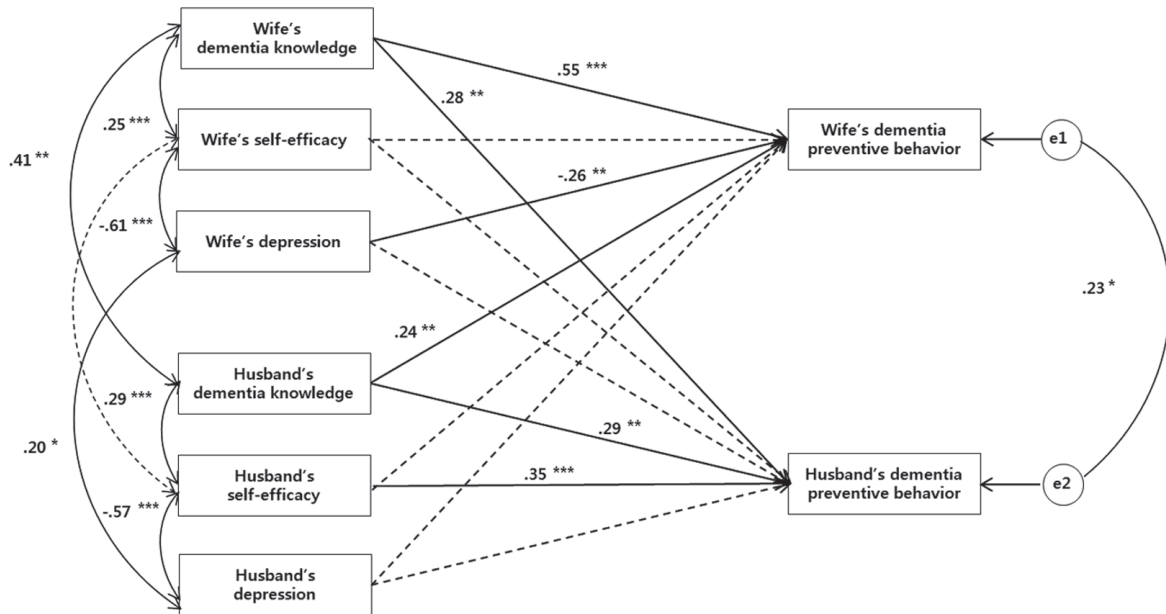 Wife's
dementia knowledge
.55 ***
.28 **
.25 ***
Wife's self-efficacy
Wife's dementia
preventive behavior
e1
.41 **
-.26 **
-.61 ***
Wife's depression
.23 *
.24 **
Husband's
dementia knowledge
.29 ***
.29 **
.20 *
Husband's
self-efficacy
.35 ***
Husband's dementia
preventive behavior
e2
-.57 ***
Husband's
depression